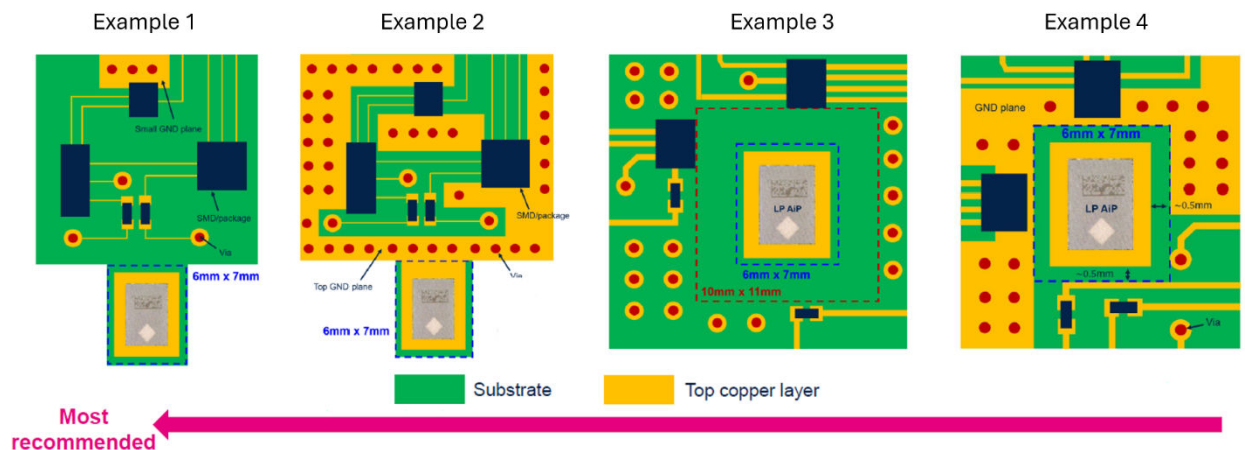 Example 1
Example 2
Example 3
Example 4
Small GND plane
SMD/package
Via
6mm x 7mm
SMD/package
Top GND plane
Via
6mm x 7mm
LP AiP
6mm x 7mm
10mm x 11mm
GND plane
6mm x 7mm
LP AiP
~0.5mm
~0.5mm
Via
Substrate
Top copper layer
Most
recommended